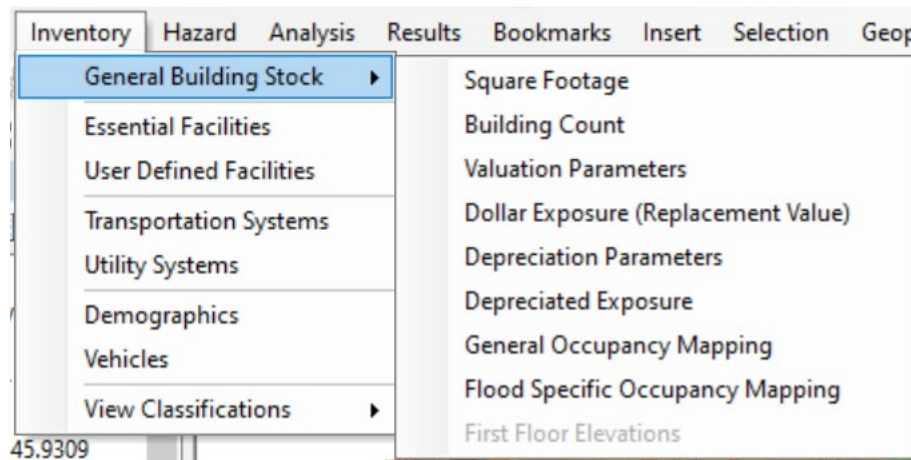 Inventory Hazard Analysis Results Bookmarks Insert Selection
General Building Stock
Essential Facilities
User Defined Facilities
Transportation Systems
Utility Systems
Demographics
Vehicles
View Classifications
45.9309
Square Footage
Building Count
Valuation Parameters
Dollar Exposure (Replacement Value)
Depreciation Parameters
Depreciated Exposure
General Occupancy Mapping
Flood Specific Occupancy Mapping
First Floor Elevations